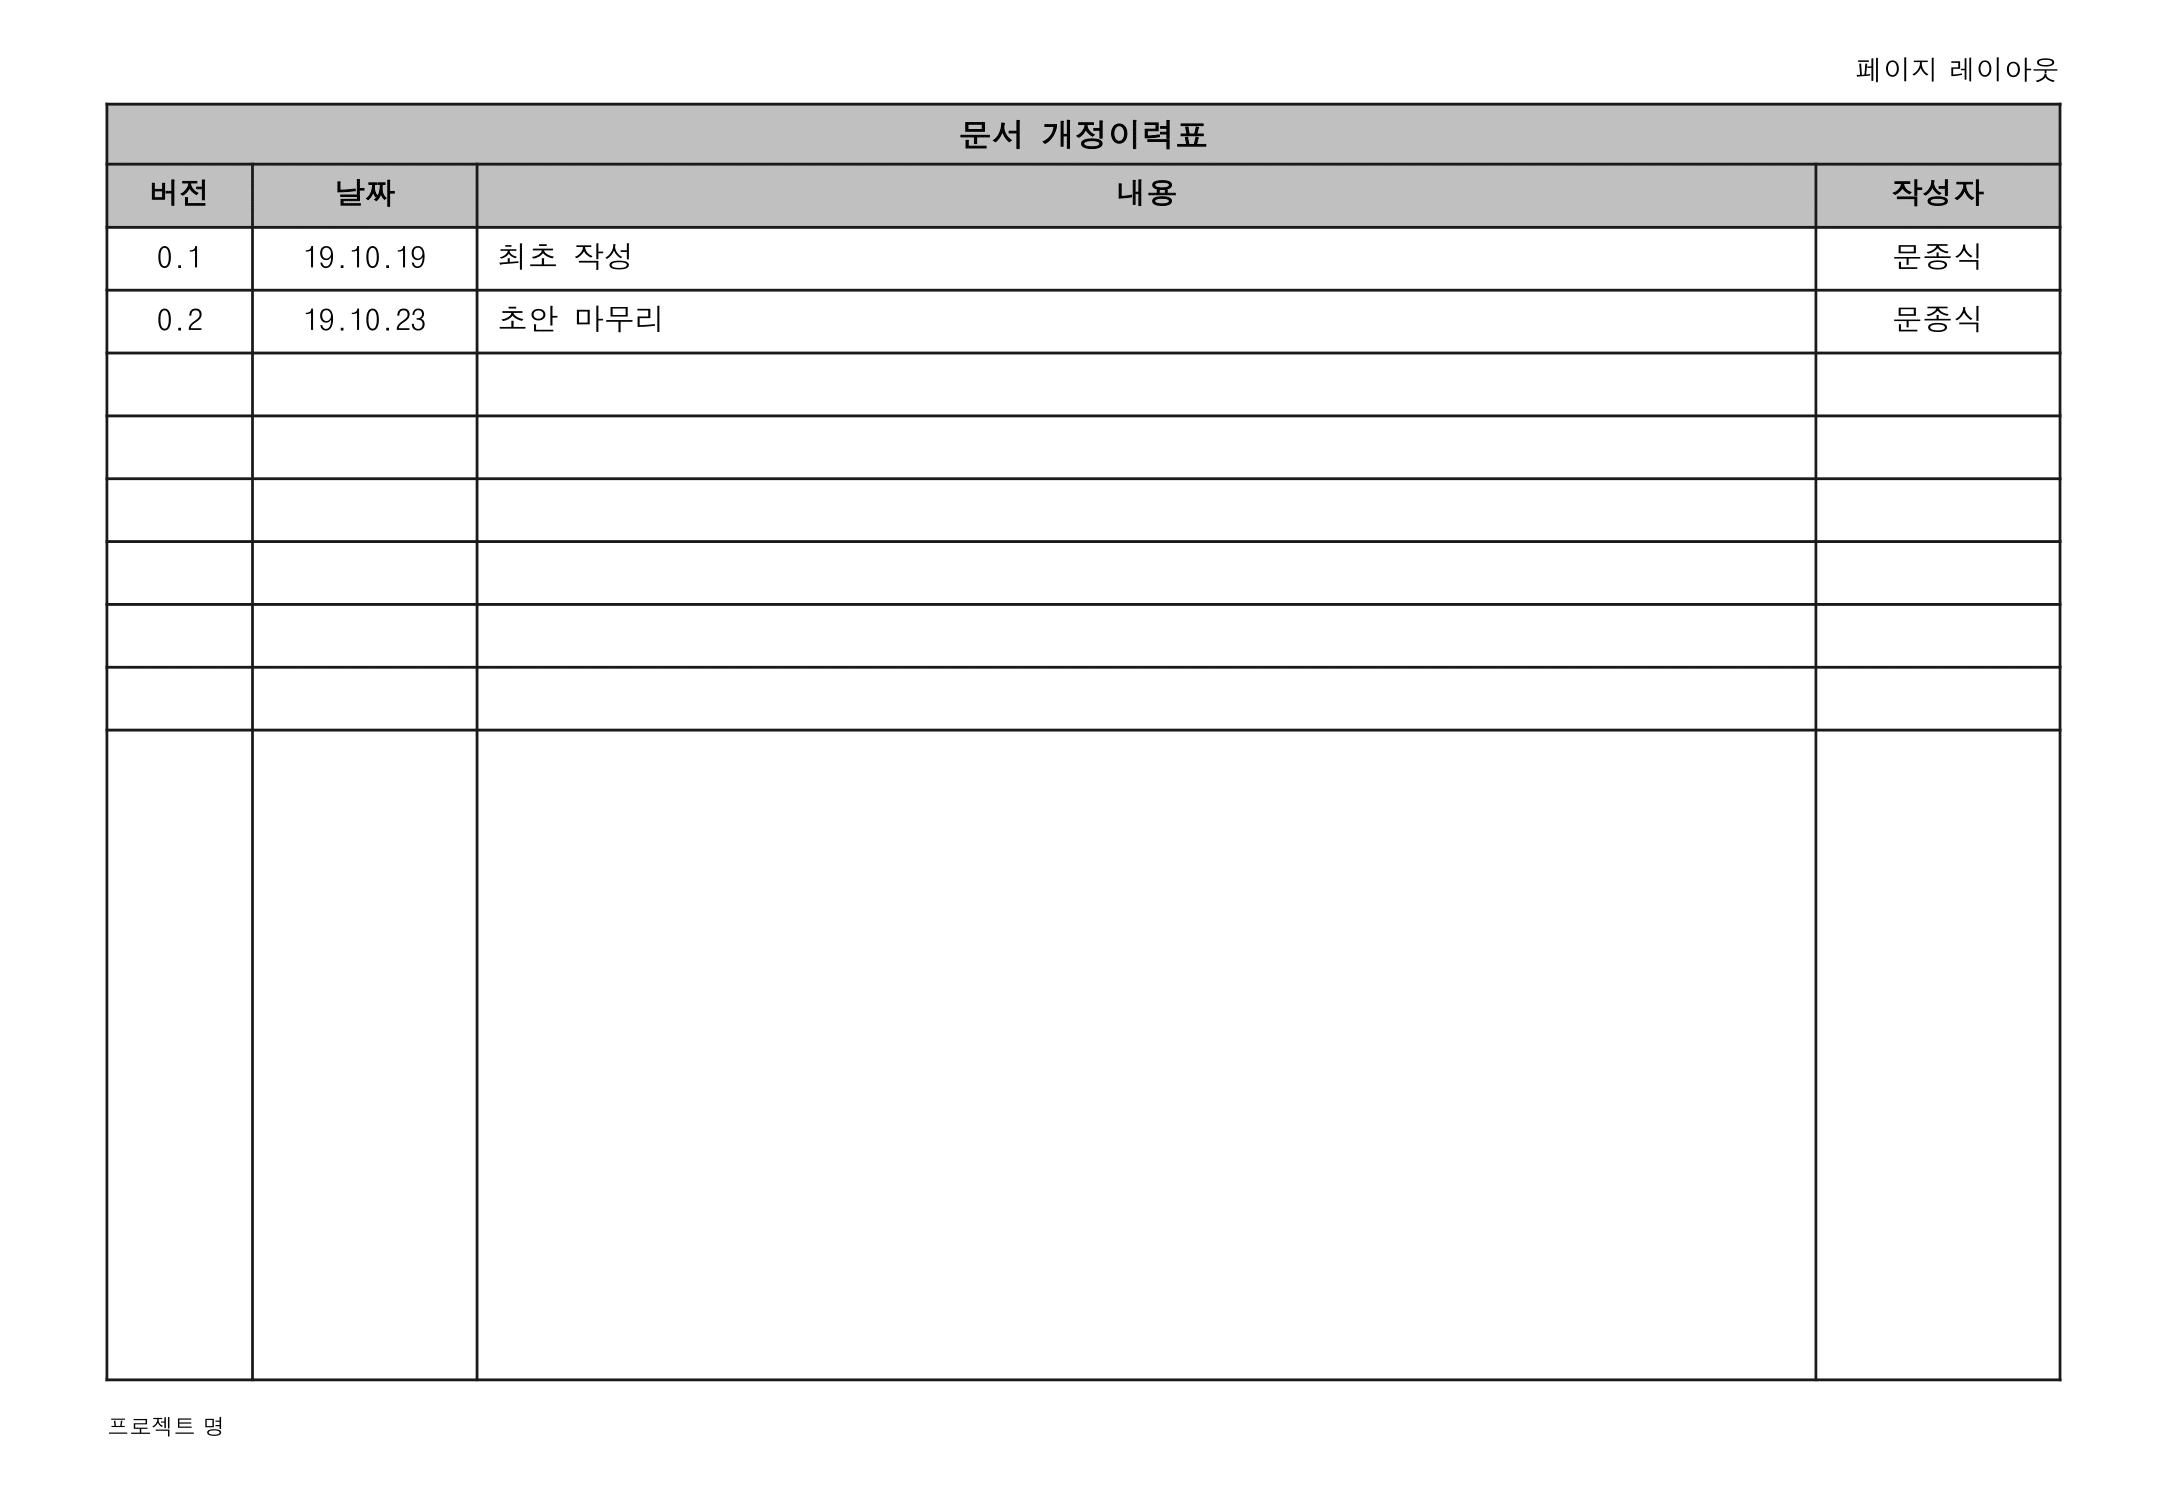 페이지 레이아웃
문서 개정이력표
버전 날짜 내용 작성자
0.1 19.10.19 최초 작성 문종식
0.2 19.10.23 초안 마무리 문종식
프로젝트 명